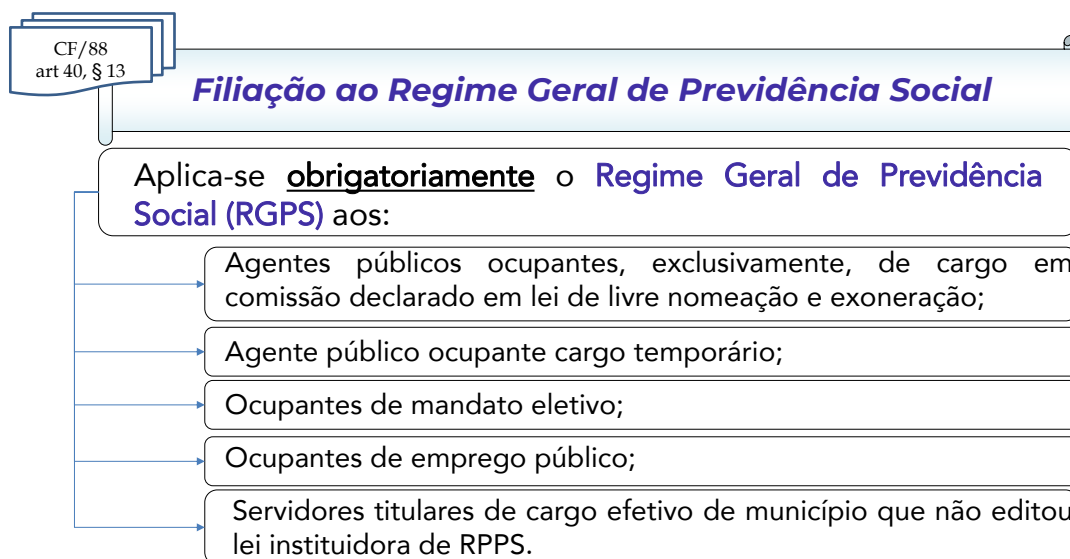 CF/88
art 40, § 13
Filiação ao Regime Geral de Previdência Social
Aplica-se obrigatoriamente o Regime Geral de Previdência
Social (RGPS) aos:
Agentes públicos ocupantes, exclusivamente, de cargo em
comissão declarado em lei de livre nomeação e exoneração;
Agente público ocupante cargo temporário;
Ocupantes de mandato eletivo;
Ocupantes de emprego público;
Servidores titulares de cargo efetivo de município que não editou
lei instituidora de RPPS.